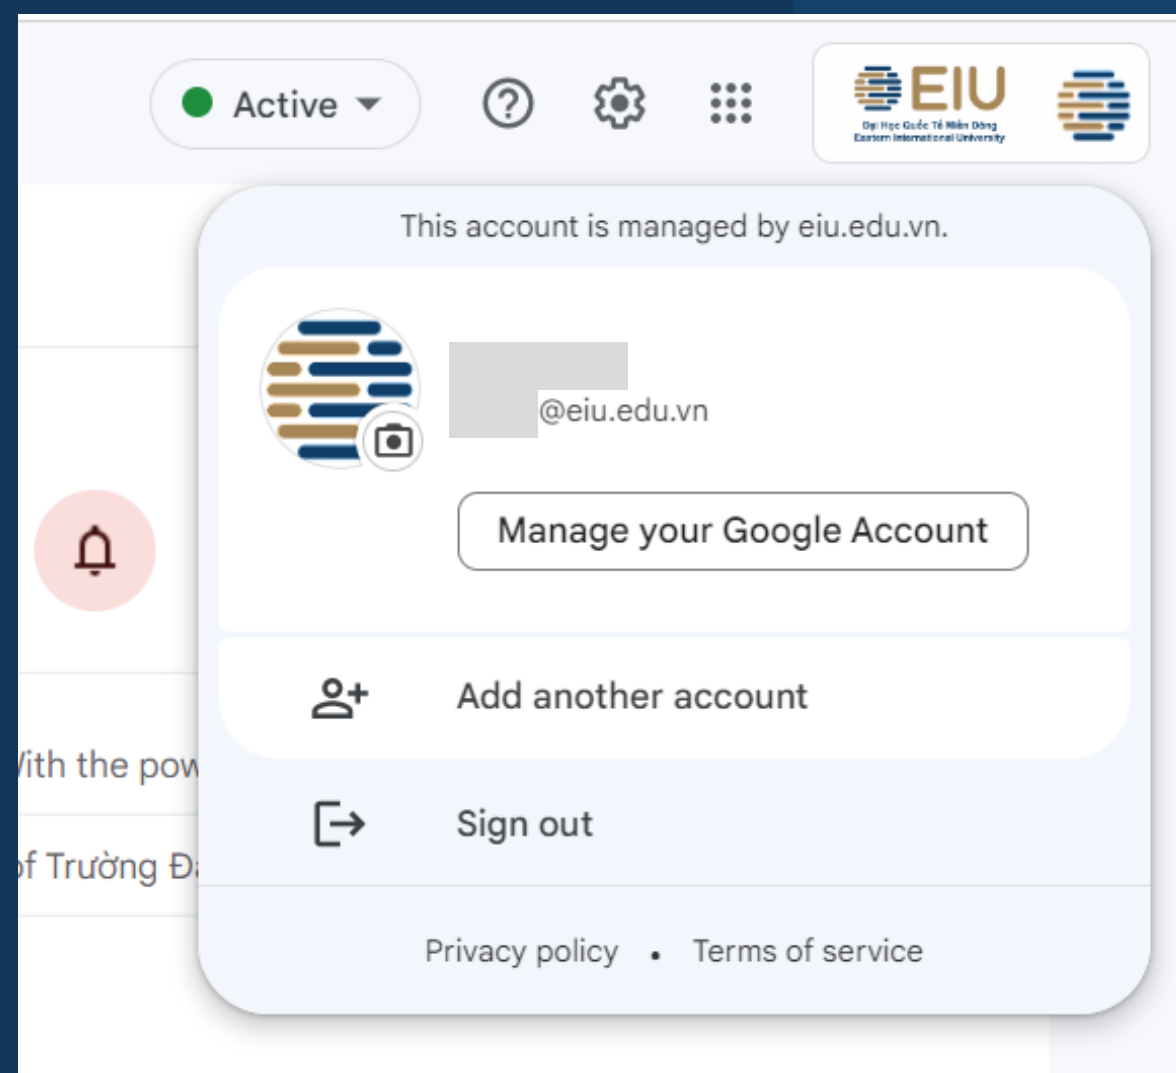 Active
EIU
Đại Học Quốc Tế Miền Đông
Eastern International University
This account is managed by eiu.edu.vn.
@eiu.edu.vn
Manage your Google Account
Add another account
With the pow
Sign out
of Trường Đ
Privacy policy • Terms of service